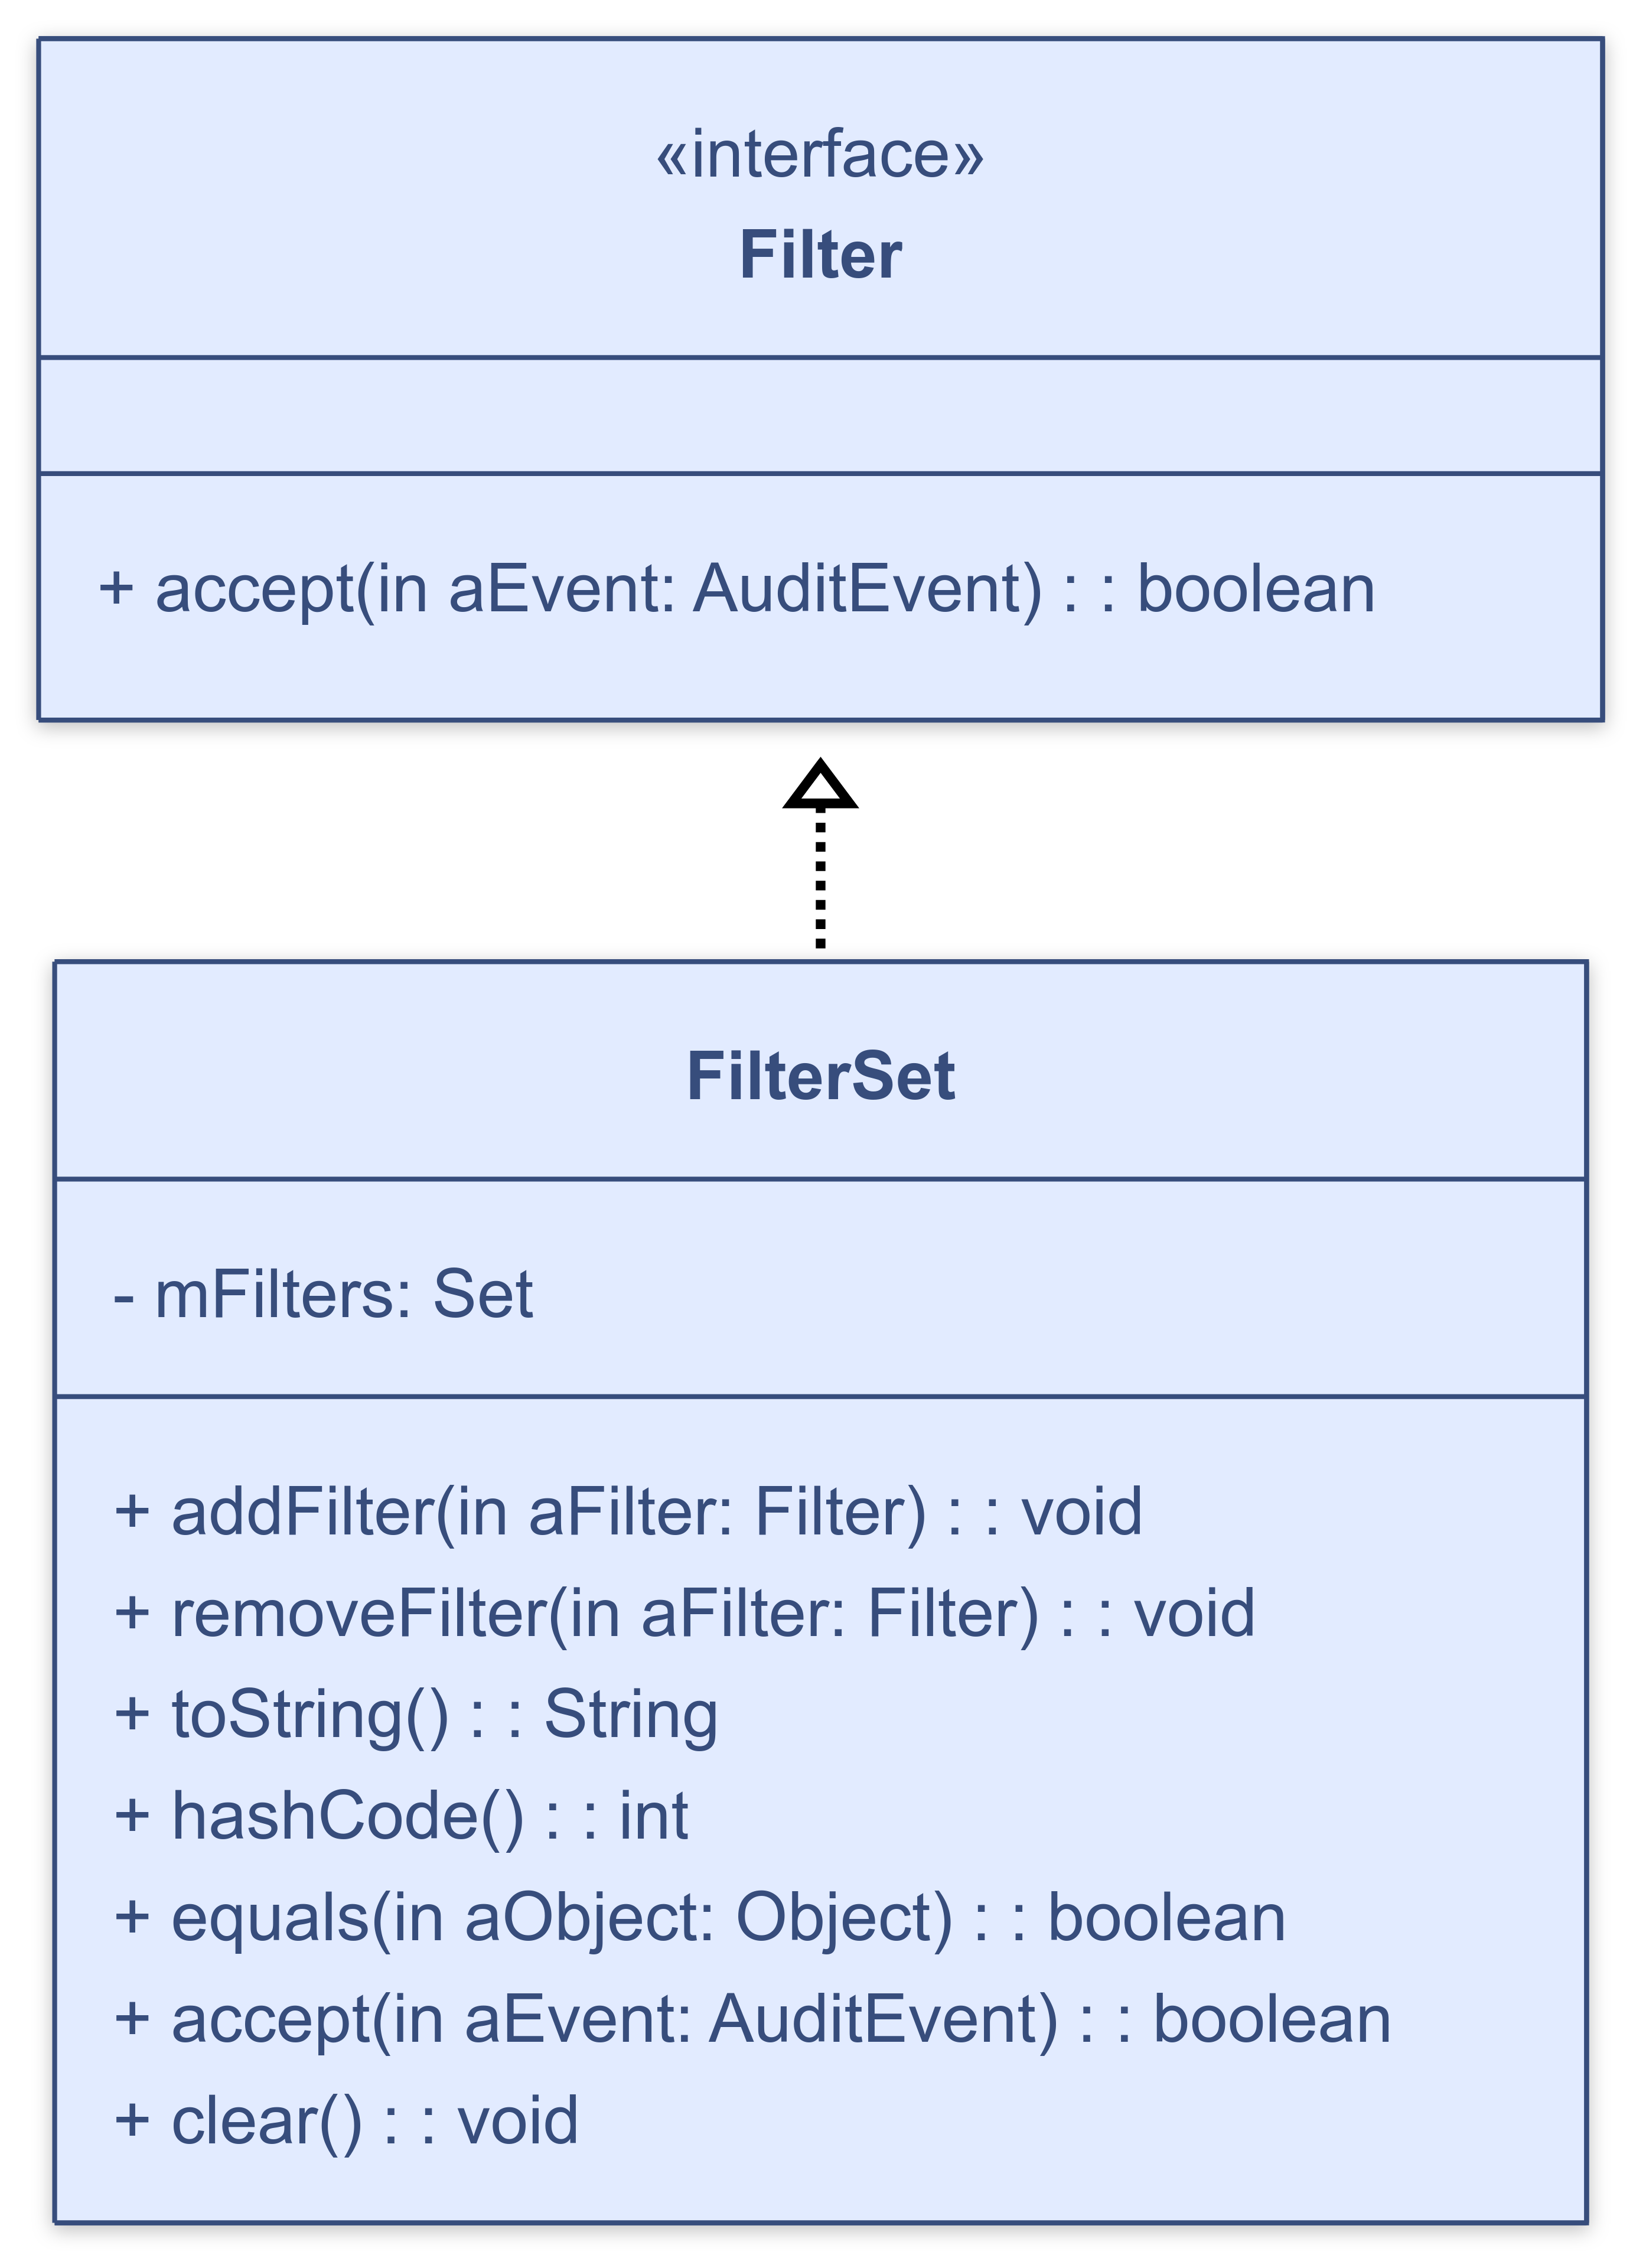 «interface»
Filter
+ accept(in aEvent: AuditEvent) : : boolean
FilterSet
- mFilters: Set
+ addFilter(in aFilter: Filter) : : void
+ removeFilter(in aFilter: Filter) : : void
+ toString() : : String
+ hashCode() : : int
+ equals(in aObject: Object) : : boolean
+ accept(in aEvent: AuditEvent) : : boolean
+ clear() : : void